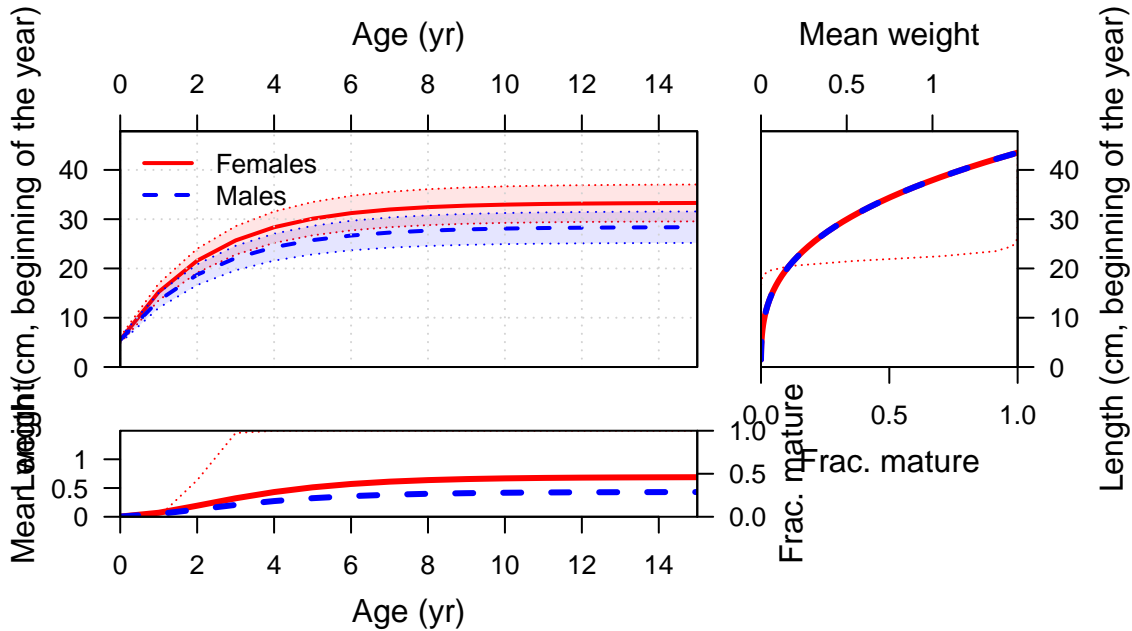 Age (yr)
Mean weight
0 2 4 6 8 10 12 14
0 0.5 1
Length (cm, beginning of the year)
40
30
20
10
0
Females
Males
40
30
20
10
0
Length (cm, beginning of the year)
0.0 0.5 1.0
Frac. mature
Mean weight
1
0.5
0
1.0
0.5
0.0
Frac. mature
0 2 4 6 8 10 12 14
Age (yr)